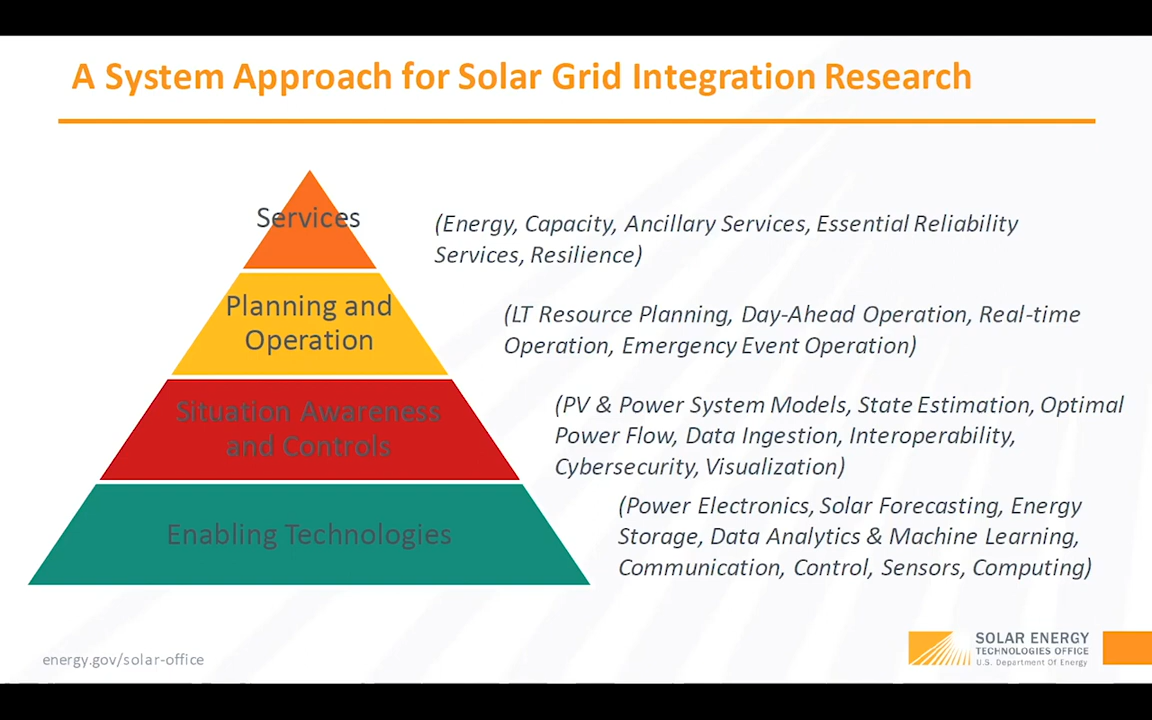 A System Approach for Solar Grid Integration Research
Services
(Energy, Capacity, Ancillary Services, Essential Reliability
Services, Resilience)
Planning and
Operation
(LT Resource Planning, Day-Ahead Operation, Real-time
Operation, Emergency Event Operation)
Situation Awareness
and Controls
(PV & Power System Models, State Estimation, Optimal
Power Flow, Data Ingestion, Interoperability,
Cybersecurity, Visualization)
Enabling Technologies
(Power Electronics, Solar Forecasting, Energy
Storage, Data Analytics & Machine Learning,
Communication, Control, Sensors, Computing)
energy.gov/solar-office
SOLAR ENERGY
TECHNOLOGIES OFFICE
U.S. Department Of Energy